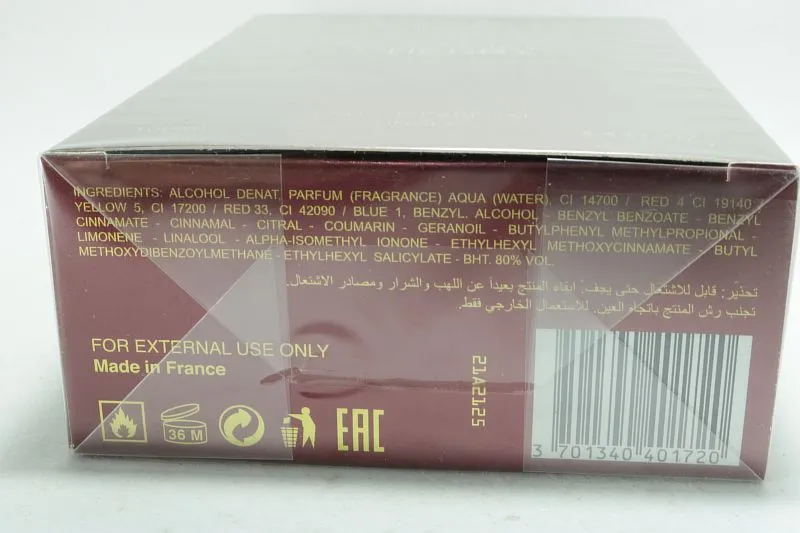 INGREDIENTS: ALCOHOL DENAT, PARFUM (FRAGRANCE) AQUA (WATER), CI 14700 / RED 4 CI 19140 /
YELLOW 5, CI 17200 / RED 33, CI 42090 / BLUE 1, BENZYL. ALCOHOL - BENZYL BENZOATE - BENZYL
CINNAMATE - CINNAMAL - CITRAL - COUMARIN - GERANIOL - BUTYLPHENYL METHYLPROPIONAL -
LIMONENE - LINALOOL - ALPHA-ISOMETHYL IONONE - ETHYLHEXYL METHOXYCINNAMATE - BUTYL
METHOXYDIBENZOYLMETHANE - ETHYLHEXYL SALICYLATE - BHT. 80% VOL.
تحذير: قابل للاشتعال حتى يجف. ابقاء المنتج بعيداً عن اللهب والشرار ومصادر الاشتعال.
تجنب رش المنتج باتجاه العين. للاستعمال الخارجي فقط.
FOR EXTERNAL USE ONLY
Made in France
36 M
EAC
21A2125
3 701340 401720